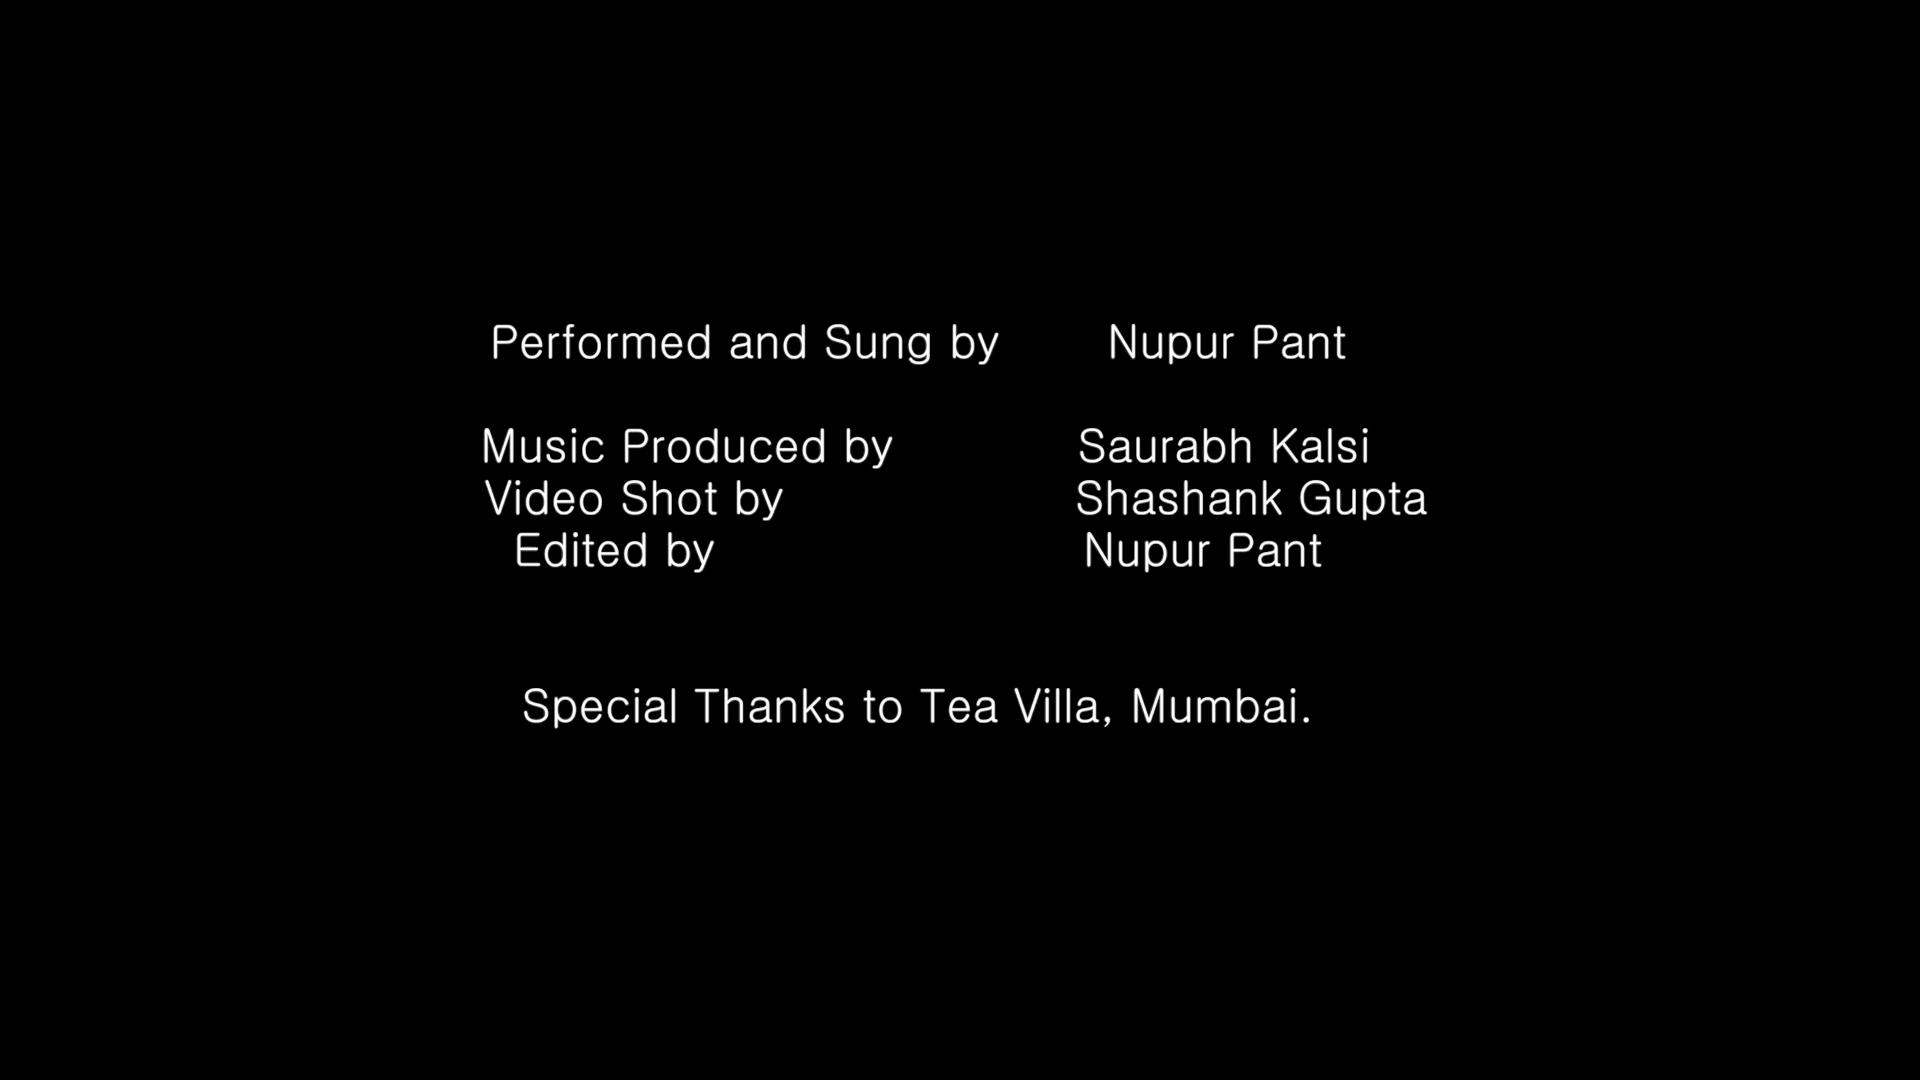 Performed and Sung by Nupur Pant
Music Produced by Saurabh Kalsi
Video Shot by Shashank Gupta
Edited by Nupur Pant
Special Thanks to Tea Villa, Mumbai.